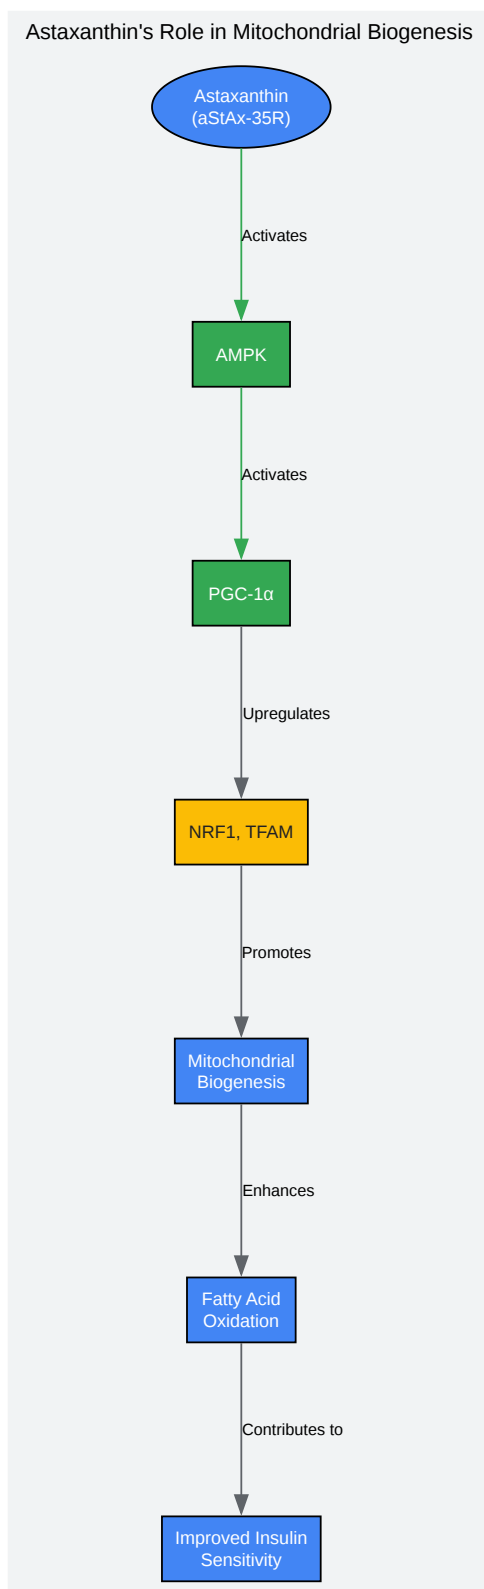 Astaxanthin's Role in Mitochondrial Biogenesis
Astaxanthin
(aStAx-35R)
Activates
AMPK
Activates
PGC-1α
Upregulates
NRF1, TFAM
Promotes
Mitochondrial
Biogenesis
Enhances
Fatty Acid
Oxidation
Contributes to
Improved Insulin
Sensitivity